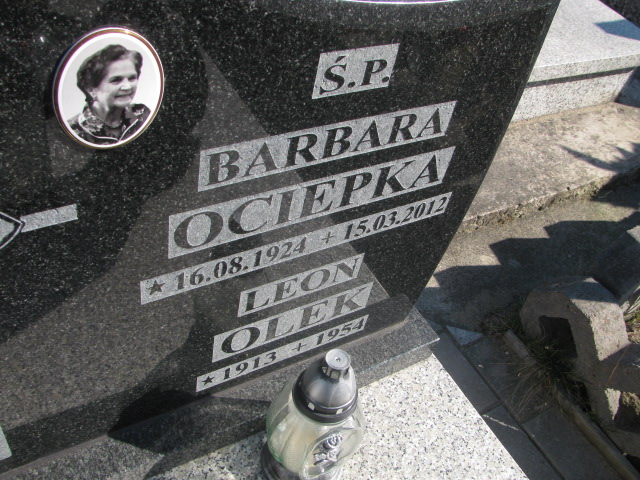 Ś.P.
BARBARA
OCIEPKA
★ 16.08.1924 + 15.03.2012
LEON
OLEK
★ 1913 + 1954